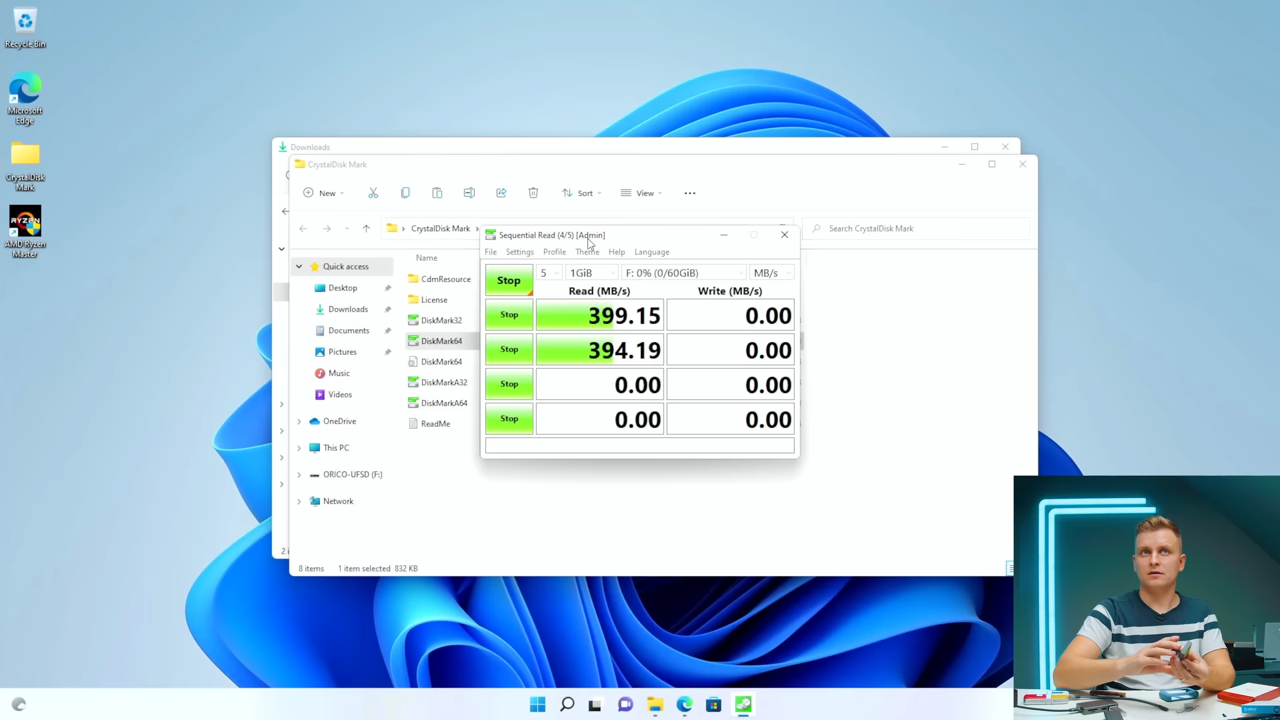 Recycle Bin
Microsoft
Edge
CrystalDisk
Mark
RYZEN
AMD Ryzen
Master
Downloads
CrystalDisk Mark
New
Sort
View
CrystalDisk Mark
Search CrystalDisk Mark
Quick access
Desktop
Downloads
Documents
Pictures
Music
Videos
OneDrive
This PC
ORICO-UFSD (F:)
Network
Name
CdmResource
License
DiskMark32
DiskMark64
DiskMark64
DiskMarkA32
DiskMarkA64
ReadMe
Sequential Read (4/5) [Admin]
File Settings Profile Theme Help Language
Stop 5 1GiB F: 0% (0/60GiB) MB/s
Read (MB/s) Write (MB/s)
Stop 399.15 0.00
Stop 394.19 0.00
Stop 0.00 0.00
Stop 0.00 0.00
2
8 items 1 item selected 832 KB